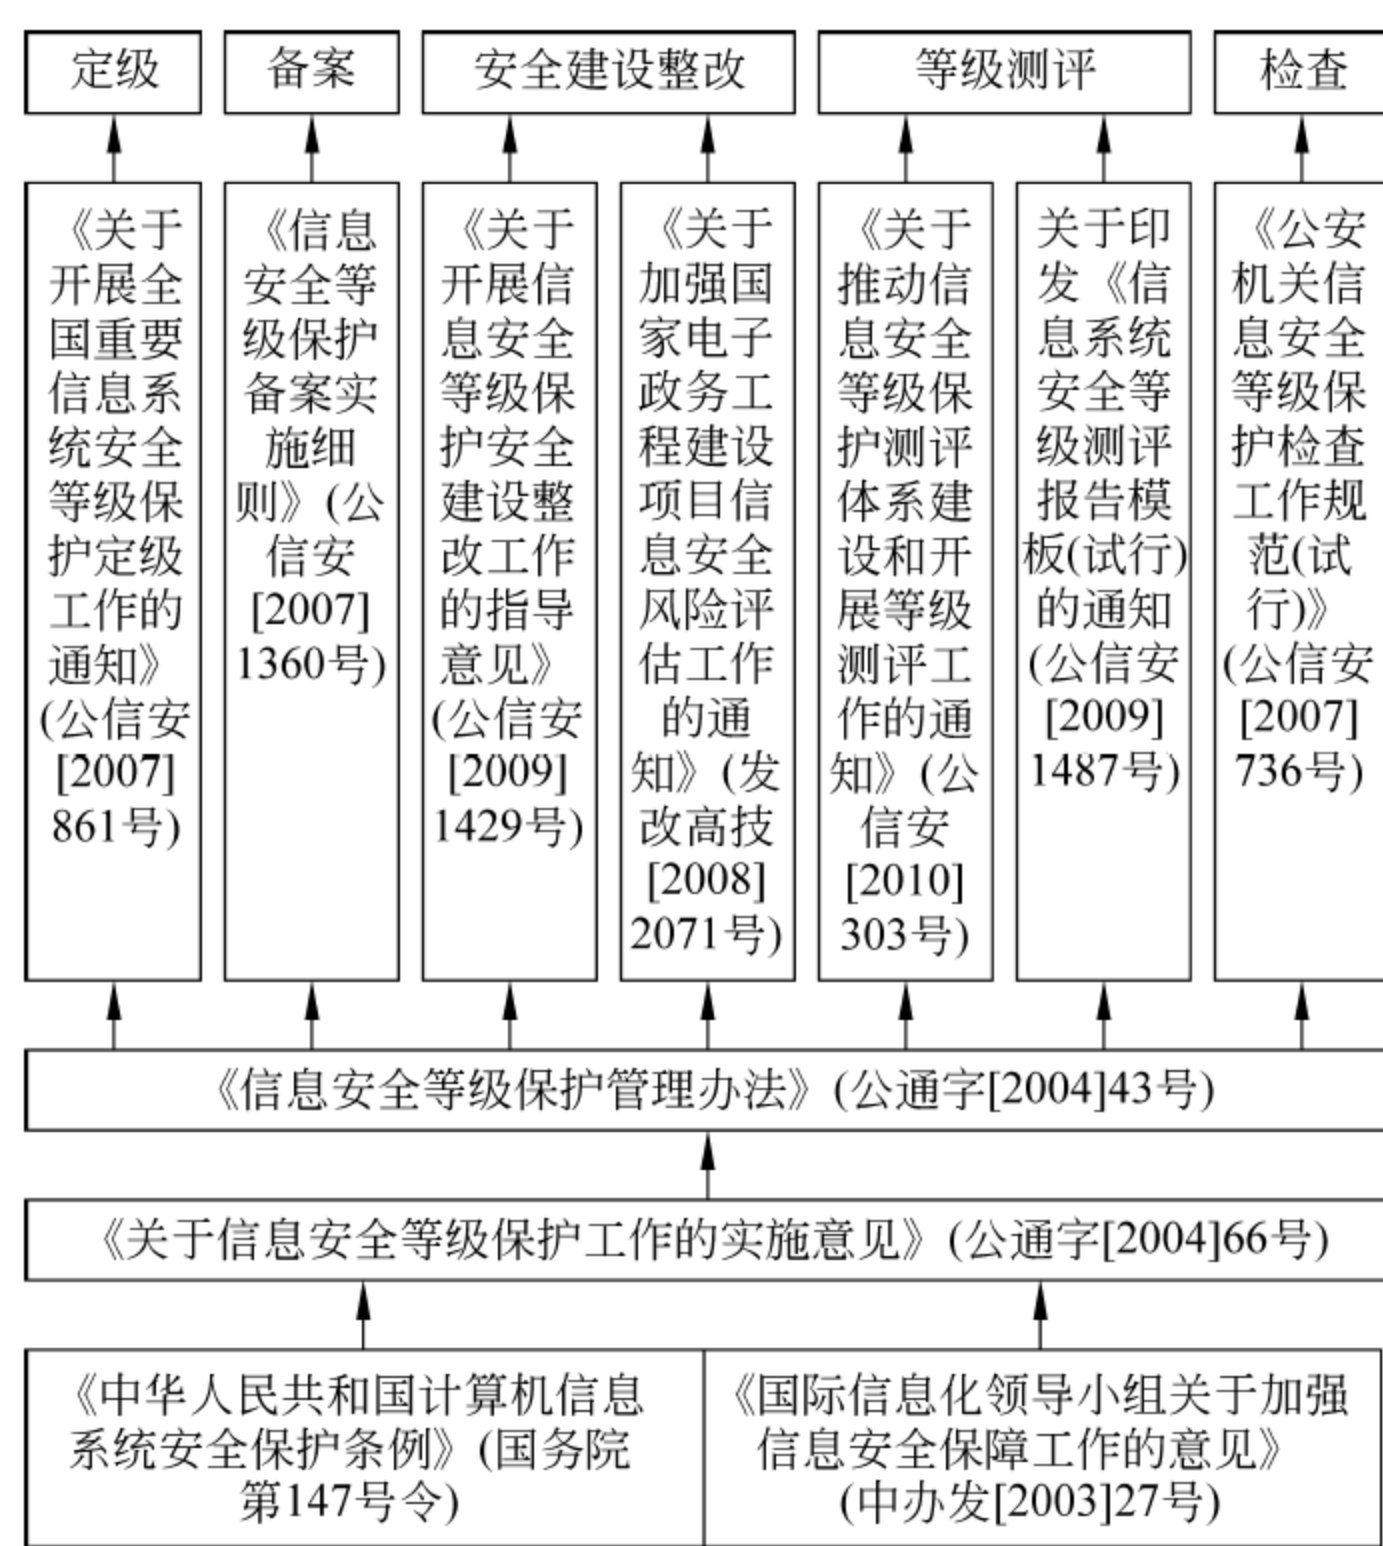 定级
备案
安全建设整改
等级测评
检查
《关于
开展全
国重要
信息系
统安全
等级保
护定级
工作的
通知》
(公信安
[2007]
861号)
《信息
安全等
级保护
备案实
施细
则》(公
信安
[2007]
1360号)
《关于
开展信
息安全
等级保
护安全
建设整
改工作
的指导
意见》
(公信安
[2009]
1429号)
《关于
加强国
家电子
政务工
程建设
项目信
息安全
风险评
估工作
的通
知》(发
改高技
[2008]
2071号)
《关于
推动信
息安全
等级保
护测评
体系建
设和开
展等级
测评工
作的通
知》(公
信安
[2010]
303号)
关于印
发《信
息系统
安全等
级测评
报告模
板(试行)
的通知
(公信安
[2009]
1487号)
《公安
机关信
息安全
等级保
护检查
工作规
范(试
行)》
(公信安
[2007]
736号)
《信息安全等级保护管理办法》(公通字[2004]43号)
《关于信息安全等级保护工作的实施意见》(公通字[2004]66号)
《中华人民共和国计算机信息
系统安全保护条例》(国务院
第147号令)
《国际信息化领导小组关于加强
信息安全保障工作的意见》
(中办发[2003]27号)